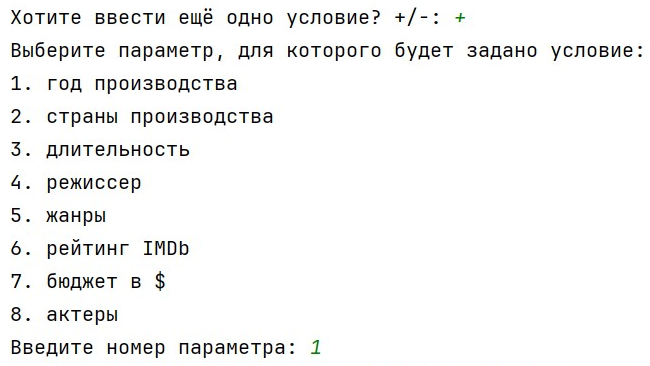 Хотите ввести ещё одно условие? +/-: +
Выберите параметр, для которого будет задано условие:
1. год производства
2. страны производства
3. длительность
4. режиссер
5. жанры
6. рейтинг IMDb
7. бюджет в $
8. актеры
Введите номер параметра: 1